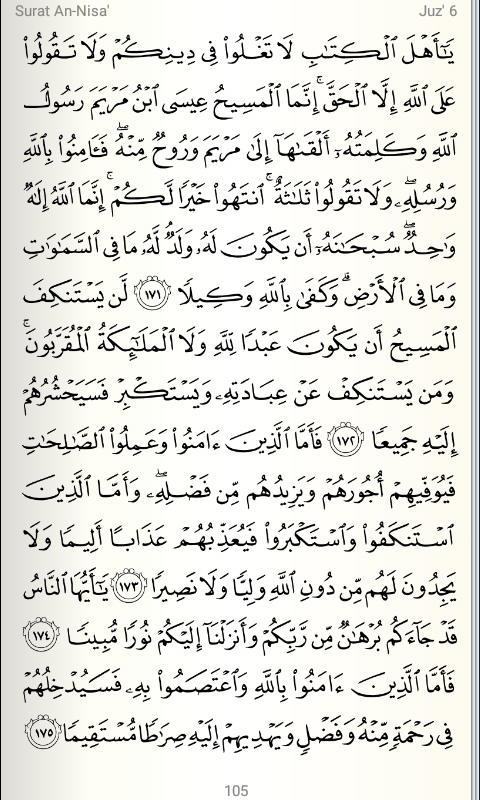 Surat An-Nisa' Juz' 6
يَٰٓأَهْلَ ٱلْكِتَٰبِ لَا تَغْلُوا۟ فِى دِينِكُمْ وَلَا تَقُولُوا۟
عَلَى ٱللَّهِ إِلَّا ٱلْحَقَّ ۚ إِنَّمَا ٱلْمَسِيحُ عِيسَى ٱبْنُ مَرْيَمَ رَسُولُ
ٱللَّهِ وَكَلِمَتُهُۥٓ أَلْقَىٰهَآ إِلَىٰ مَرْيَمَ وَرُوحٌ مِّنْهُ ۖ فَـَٔامِنُوا۟ بِٱللَّهِ
وَرُسُلِهِۦ ۖ وَلَا تَقُولُوا۟ ثَلَٰثَةٌ ۚ ٱنتَهُوا۟ خَيْرًا لَّكُمْ ۚ إِنَّمَا ٱللَّهُ إِلَٰهٌ
وَٰحِدٌ ۖ سُبْحَٰنَهُۥٓ أَن يَكُونَ لَهُۥ وَلَدٌ ۘ لَّهُۥ مَا فِى ٱلسَّمَٰوَٰتِ
وَمَا فِى ٱلْأَرْضِ ۗ وَكَفَىٰ بِٱللَّهِ وَكِيلًا ١٧١ لَّن يَسْتَنكِفَ
ٱلْمَسِيحُ أَن يَكُونَ عَبْدًا لِّلَّهِ وَلَا ٱلْمَلَٰٓئِكَةُ ٱلْمُقَرَّبُونَ ۚ
وَمَن يَسْتَنكِفْ عَنْ عِبَادَتِهِۦ وَيَسْتَكْبِرْ فَسَيَحْشُرُهُمْ
إِلَيْهِ جَمِيعًا ١٧٢ فَأَمَّا ٱلَّذِينَ ءَامَنُوا۟ وَعَمِلُوا۟ ٱلصَّٰلِحَٰتِ
فَيُوَفِّيهِمْ أُجُورَهُمْ وَيَزِيدُهُم مِّن فَضْلِهِۦ ۖ وَأَمَّا ٱلَّذِينَ
ٱسْتَنكَفُوا۟ وَٱسْتَكْبَرُوا۟ فَيُعَذِّبُهُمْ عَذَابًا أَلِيمًا وَلَا
يَجِدُونَ لَهُم مِّن دُونِ ٱللَّهِ وَلِيًّا وَلَا نَصِيرًا ١٧٣ يَٰٓأَيُّهَا ٱلنَّاسُ
قَدْ جَآءَكُم بُرْهَٰنٌ مِّن رَّبِّكُمْ وَأَنزَلْنَآ إِلَيْكُمْ نُورًا مُّبِينًا ١٧٤
فَأَمَّا ٱلَّذِينَ ءَامَنُوا۟ بِٱللَّهِ وَٱعْتَصَمُوا۟ بِهِۦ فَسَيُدْخِلُهُمْ
فِى رَحْمَةٍ مِّنْهُ وَفَضْلٍ وَيَهْدِيهِمْ إِلَيْهِ صِرَٰطًا مُّسْتَقِيمًا ١٧٥
105